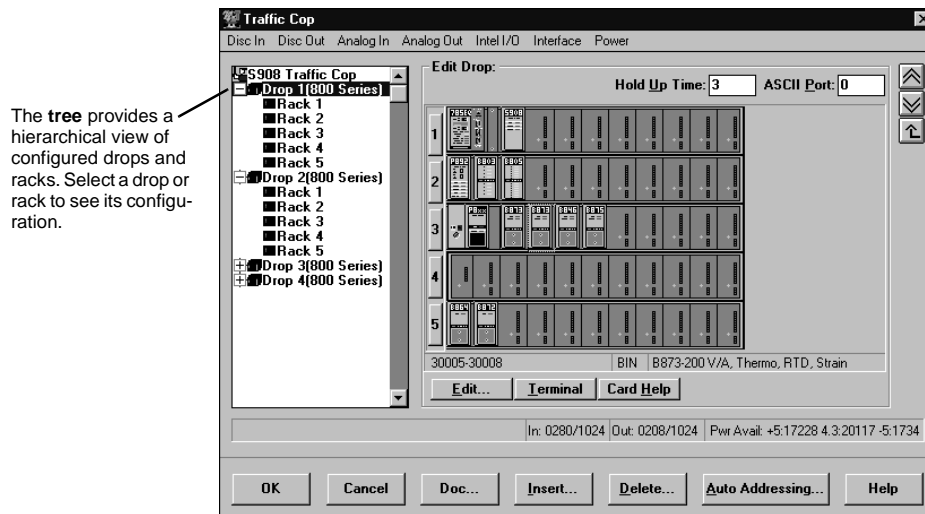 Traffic Cop
Disc In Disc Out Analog In Analog Out Intel I/O Interface Power
The tree provides a
hierarchical view of
configured drops and
racks. Select a drop or
rack to see its configu-
ration.
S908 Traffic Cop
Drop 1(800 Series)
Rack 1
Rack 2
Rack 3
Rack 4
Rack 5
Drop 2(800 Series)
Rack 1
Rack 2
Rack 3
Rack 4
Rack 5
Drop 3(800 Series)
Drop 4(800 Series)
Edit Drop:
Hold Up Time: 3 ASCII Port: 0
1
S908
2
P892 B803 B805
3
B873 B873 B846 B875
4
5
B864 B872
30005-30008 BIN B873-200 V/A, Thermo, RTD, Strain
Edit... Terminal Card Help
In: 0280/1024 Out: 0208/1024 Pwr Avail: +5:17228 4.3:20117 -5:1734
OK Cancel Doc... Insert... Delete... Auto Addressing... Help